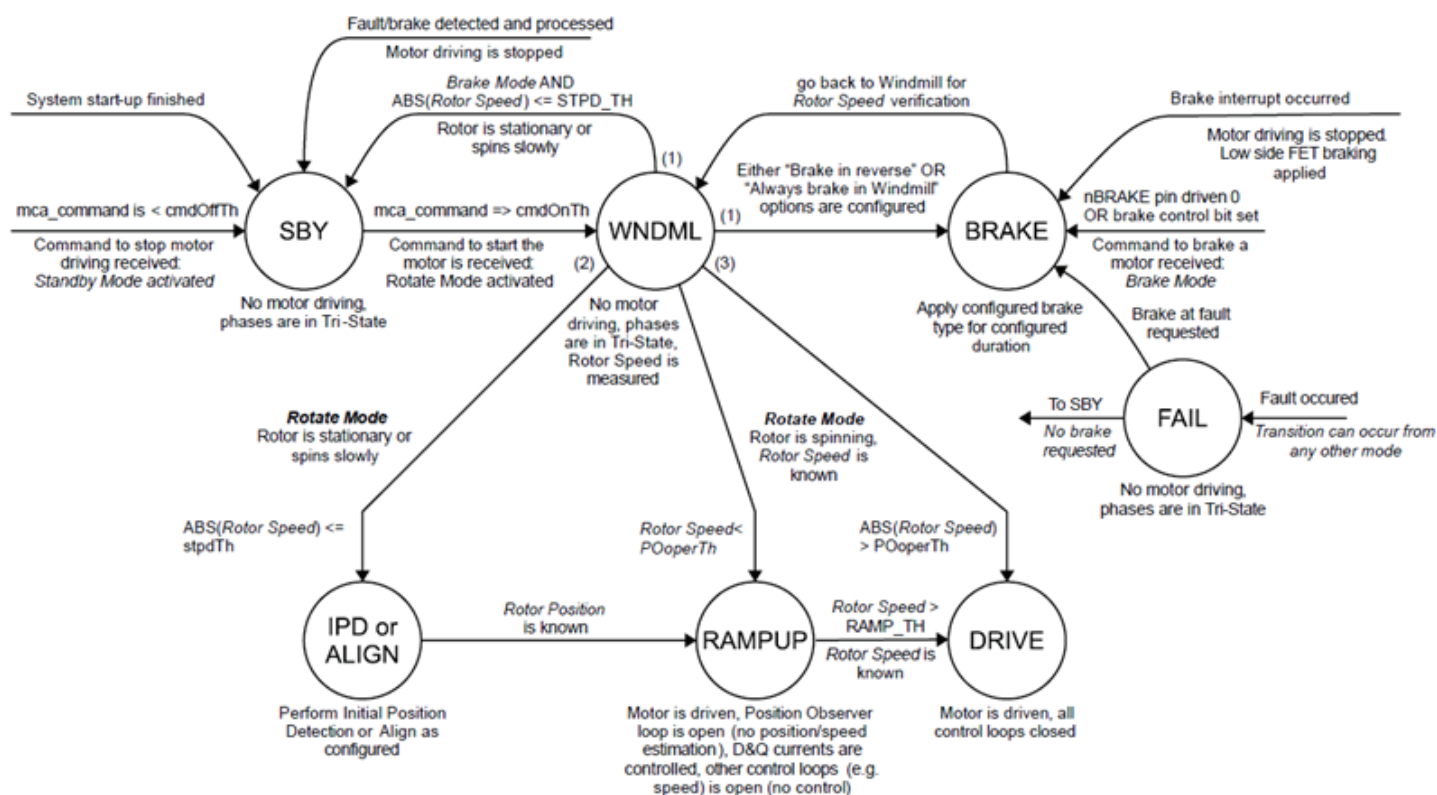 Fault/brake detected and processed
Motor driving is stopped
System start-up finished
Brake Mode AND
ABS(Rotor Speed) <= STPD_TH
Rotor is stationary or
spins slowly
go back to Windmill for
Rotor Speed verification
Brake interrupt occurred
Motor driving is stopped.
Low side FET braking
applied
(1)
Either "Brake in reverse" OR
"Always brake in Windmill"
options are configured
(1)
nBRAKE pin driven 0
OR brake control bit set
Command to brake a
motor received:
Brake Mode
mca_command is < cmdOffTh
Command to stop motor
driving received:
Standby Mode activated
SBY
No motor driving,
phases are in Tri-State
mca_command => cmdOnTh
Command to start the
motor is received:
Rotate Mode activated
WNDML
(2)
(3)
No motor
driving, phases
are in Tri-State,
Rotor Speed is
measured
BRAKE
Apply configured brake
type for configured
duration
Brake at fault
requested
FAIL
No motor driving,
phases are in Tri-State
To SBY
No brake
requested
Fault occured
Transition can occur from
any other mode
Rotate Mode
Rotor is stationary or
spins slowly
Rotate Mode
Rotor is spinning,
Rotor Speed is
known
ABS(Rotor Speed) <=
stpdTh
Rotor Speed<
POoperTh
ABS(Rotor Speed)
> POoperTh
IPD or
ALIGN
Perform Initial Position
Detection or Align as
configured
Rotor Position
is known
RAMPUP
Motor is driven, Position Observer
loop is open (no position/speed
estimation), D&Q currents are
controlled, other control loops (e.g.
speed) is open (no control)
Rotor Speed >
RAMP_TH
Rotor Speed is
known
DRIVE
Motor is driven, all
control loops closed